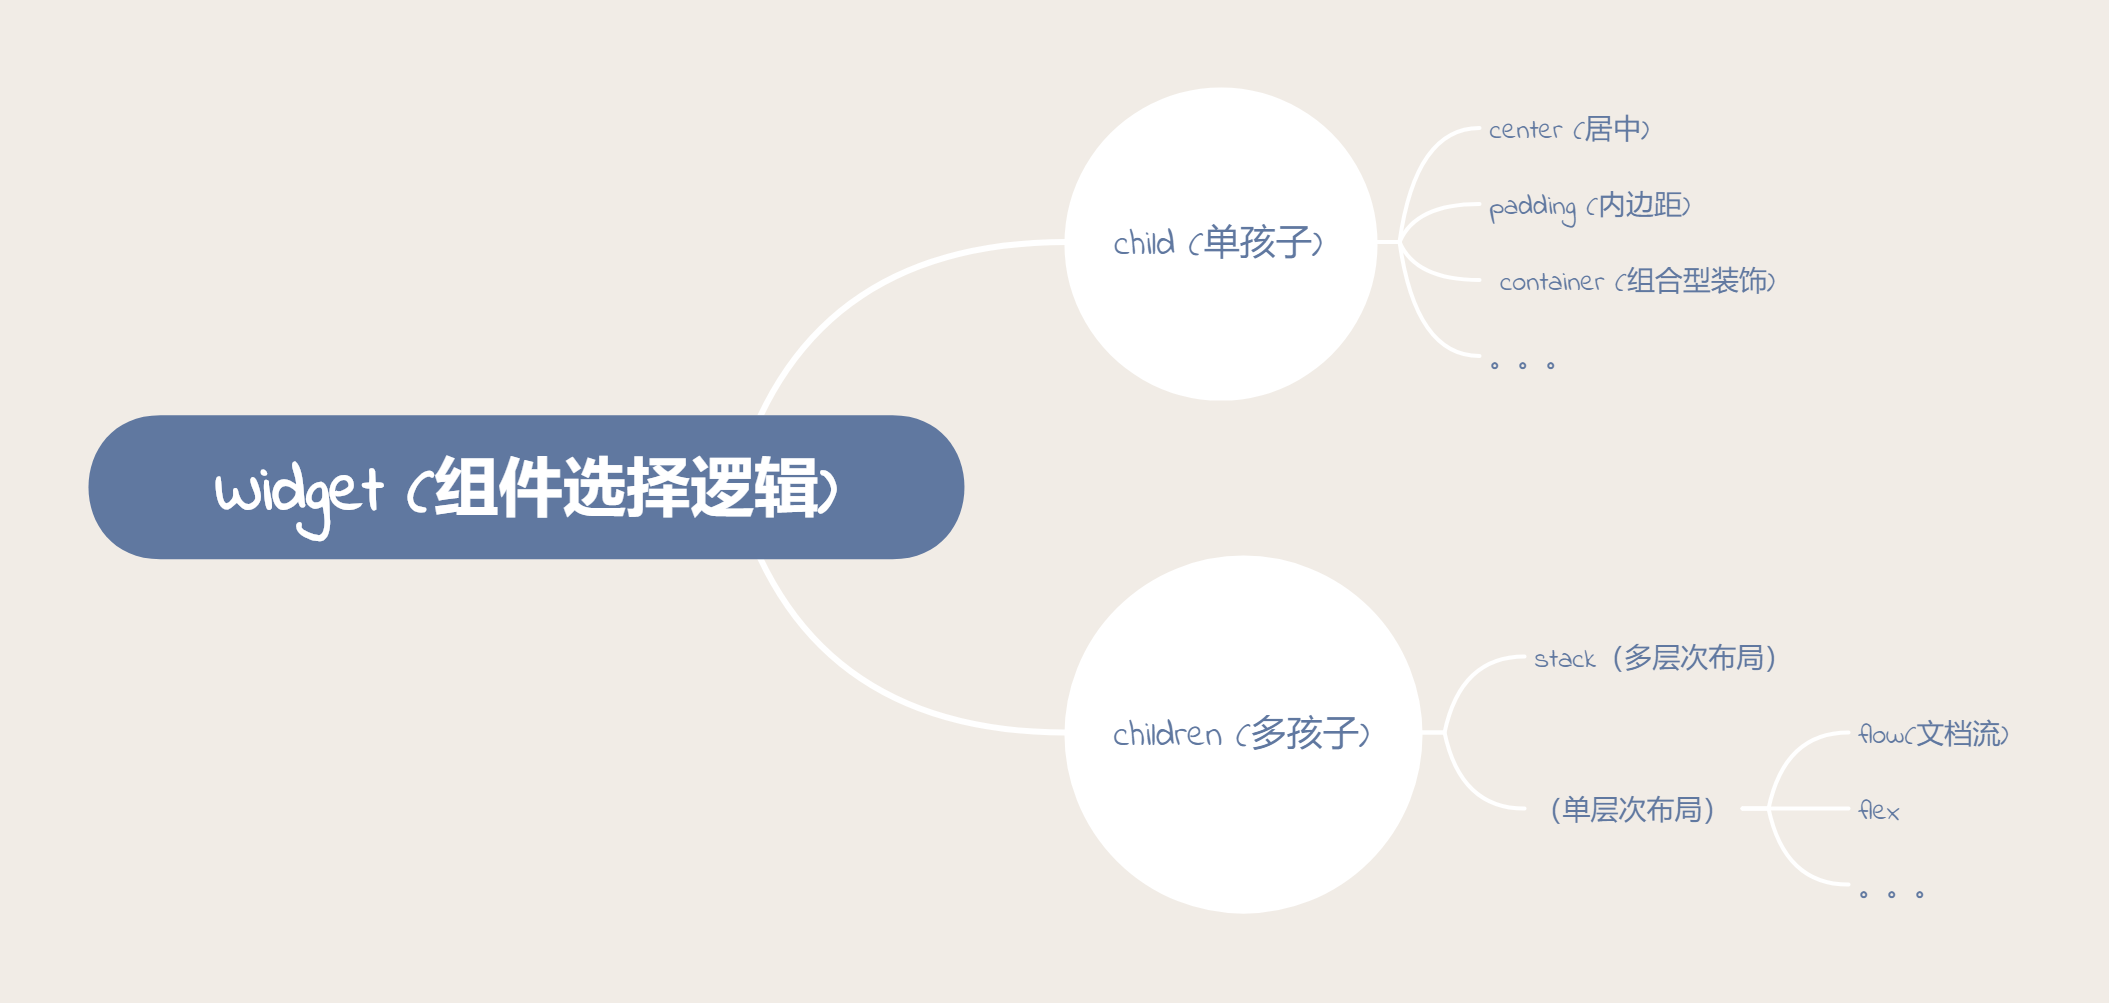 widget (组件选择逻辑)
child (单孩子)
center (居中)
padding (内边距)
container (组合型装饰)
。。。
children (多孩子)
stack（多层次布局）
（单层次布局）
flow(文档流)
flex
。。。